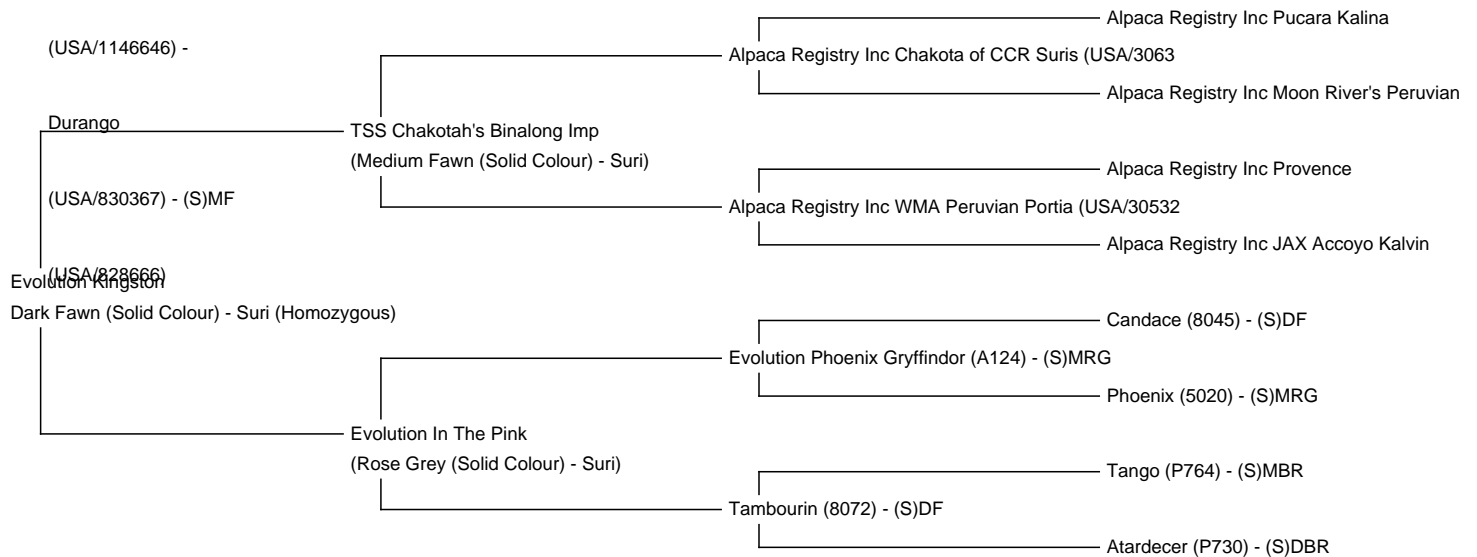 Alpaca Registry Inc Pucara Kalina
(USA/1146646) -
Alpaca Registry Inc Chakota of CCR Suris (USA/3063
Alpaca Registry Inc Moon River's Peruvian
Durango
TSS Chakotah's Binalong Imp
(Medium Fawn (Solid Colour) - Suri)
Alpaca Registry Inc Provence
(USA/830367) - (S)MF
Alpaca Registry Inc WMA Peruvian Portia (USA/30532
Alpaca Registry Inc JAX Accoyo Kalvin
(USA/828666)
Evolution Kingston
Dark Fawn (Solid Colour) - Suri (Homozygous)
Candace (8045) - (S)DF
Evolution Phoenix Gryffindor (A124) - (S)MRG
Phoenix (5020) - (S)MRG
Evolution In The Pink
(Rose Grey (Solid Colour) - Suri)
Tango (P764) - (S)MBR
Tambourin (8072) - (S)DF
Atardecer (P730) - (S)DBR